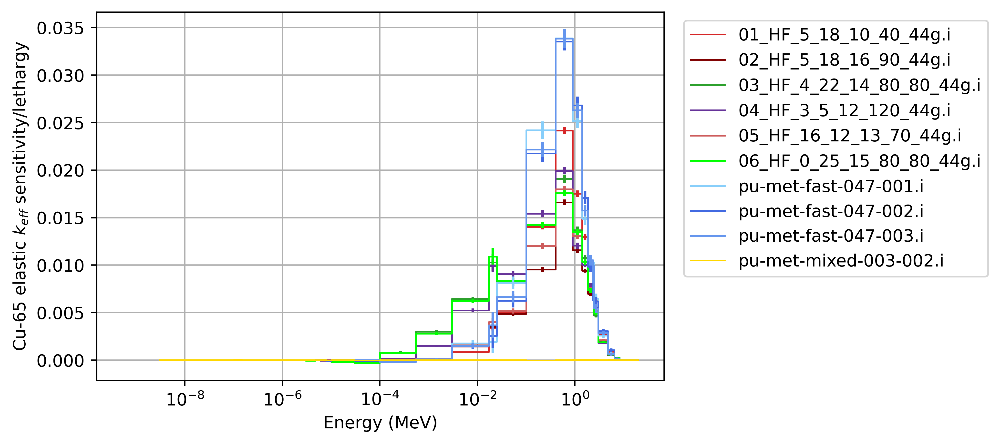 Cu-65 elastic k_eff sensitivity/lethargy
0.035
0.030
0.025
0.020
0.015
0.010
0.005
0.000
10⁻⁸
10⁻⁶
10⁻⁴
10⁻²
10⁰
Energy (MeV)
01_HF_5_18_10_40_44g.i
02_HF_5_18_16_90_44g.i
03_HF_4_22_14_80_80_44g.i
04_HF_3_5_12_120_44g.i
05_HF_16_12_13_70_44g.i
06_HF_0_25_15_80_80_44g.i
pu-met-fast-047-001.i
pu-met-fast-047-002.i
pu-met-fast-047-003.i
pu-met-mixed-003-002.i